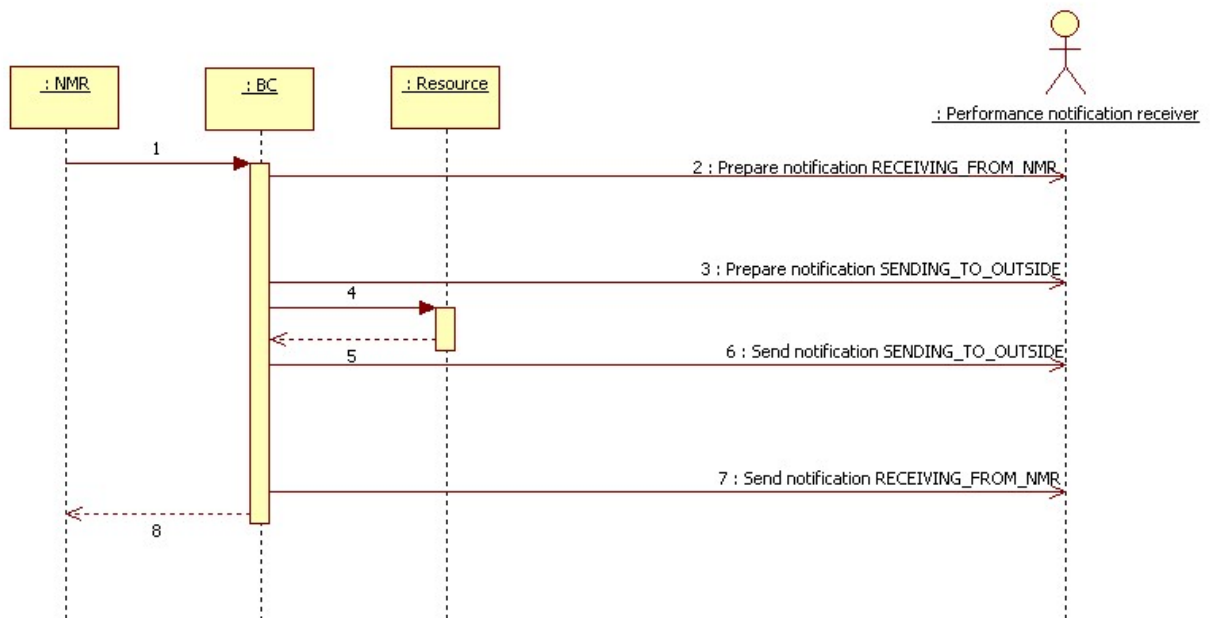 : NMR
: BC
: Resource
: Performance notification receiver
1
2 : Prepare notification RECEIVING_FROM_NMR
3 : Prepare notification SENDING_TO_OUTSIDE
4
5
6 : Send notification SENDING_TO_OUTSIDE
7 : Send notification RECEIVING_FROM_NMR
8